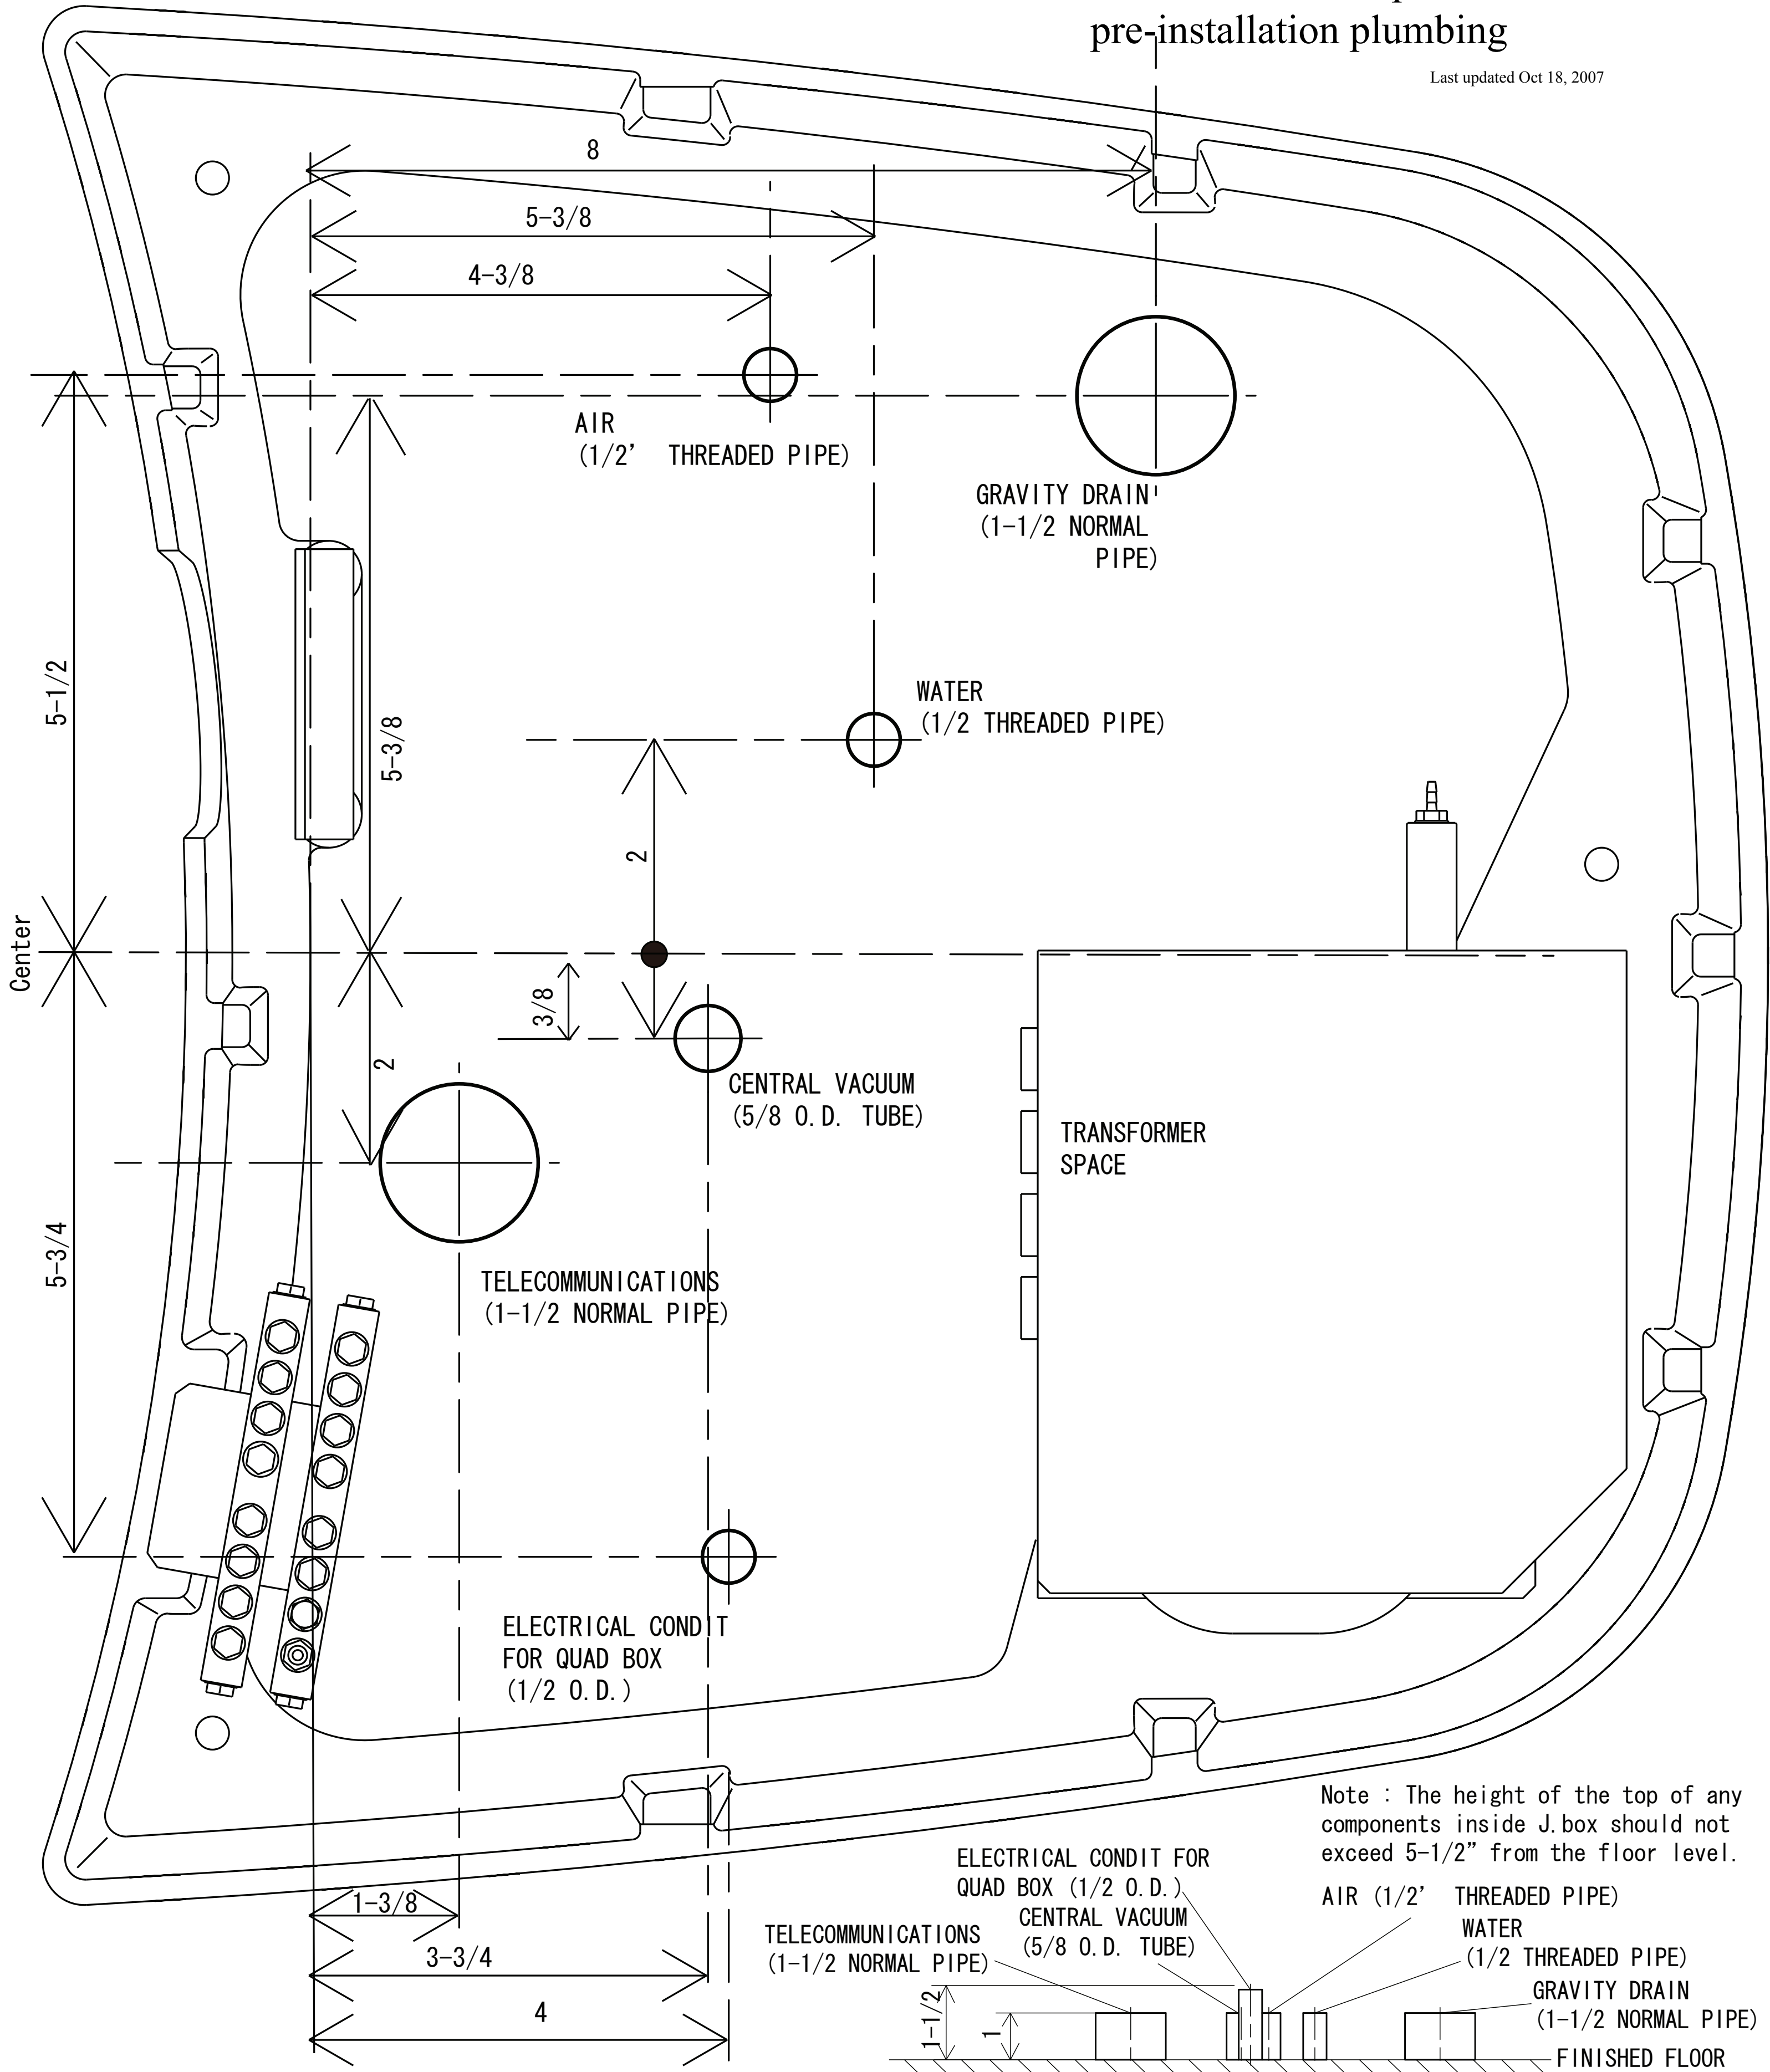 pre-installation plumbing
Last updated Oct 18, 2007
8
5-3/8
4-3/8
AIR
(1/2' THREADED PIPE)
GRAVITY DRAIN
(1-1/2 NORMAL
PIPE)
5-1/2
5-3/8
WATER
(1/2 THREADED PIPE)
2
Center
3/8
2
CENTRAL VACUUM
(5/8 O.D. TUBE)
TRANSFORMER
SPACE
5-3/4
TELECOMMUNICATIONS
(1-1/2 NORMAL PIPE)
ELECTRICAL CONDIT
FOR QUAD BOX
(1/2 O.D.)
1-3/8
3-3/4
4
Note : The height of the top of any
components inside J.box should not
exceed 5-1/2” from the floor level.
ELECTRICAL CONDIT FOR
QUAD BOX (1/2 O.D.)
CENTRAL VACUUM
(5/8 O.D. TUBE)
TELECOMMUNICATIONS
(1-1/2 NORMAL PIPE)
AIR (1/2' THREADED PIPE)
WATER
(1/2 THREADED PIPE)
GRAVITY DRAIN
(1-1/2 NORMAL PIPE)
1-1/2
1
FINISHED FLOOR